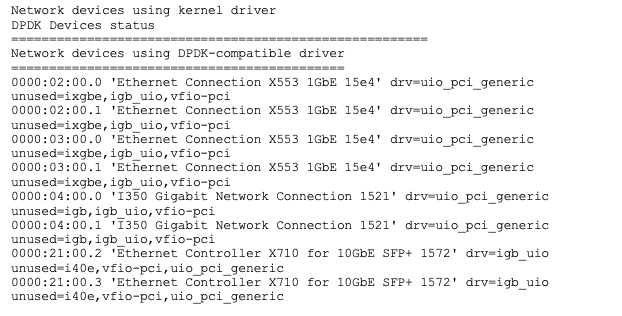 Network devices using kernel driver
DPDK Devices status
=======================================================
Network devices using DPDK-compatible driver
============================================
0000:02:00.0 'Ethernet Connection X553 1GbE 15e4' drv=uio_pci_generic
unused=ixgbe,igb_uio,vfio-pci
0000:02:00.1 'Ethernet Connection X553 1GbE 15e4' drv=uio_pci_generic
unused=ixgbe,igb_uio,vfio-pci
0000:03:00.0 'Ethernet Connection X553 1GbE 15e4' drv=uio_pci_generic
unused=ixgbe,igb_uio,vfio-pci
0000:03:00.1 'Ethernet Connection X553 1GbE 15e4' drv=uio_pci_generic
unused=ixgbe,igb_uio,vfio-pci
0000:04:00.0 'I350 Gigabit Network Connection 1521' drv=uio_pci_generic
unused=igb,igb_uio,vfio-pci
0000:04:00.1 'I350 Gigabit Network Connection 1521' drv=uio_pci_generic
unused=igb,igb_uio,vfio-pci
0000:21:00.2 'Ethernet Controller X710 for 10GbE SFP+ 1572' drv=igb_uio
unused=i40e,vfio-pci,uio_pci_generic
0000:21:00.3 'Ethernet Controller X710 for 10GbE SFP+ 1572' drv=igb_uio
unused=i40e,vfio-pci,uio_pci_generic